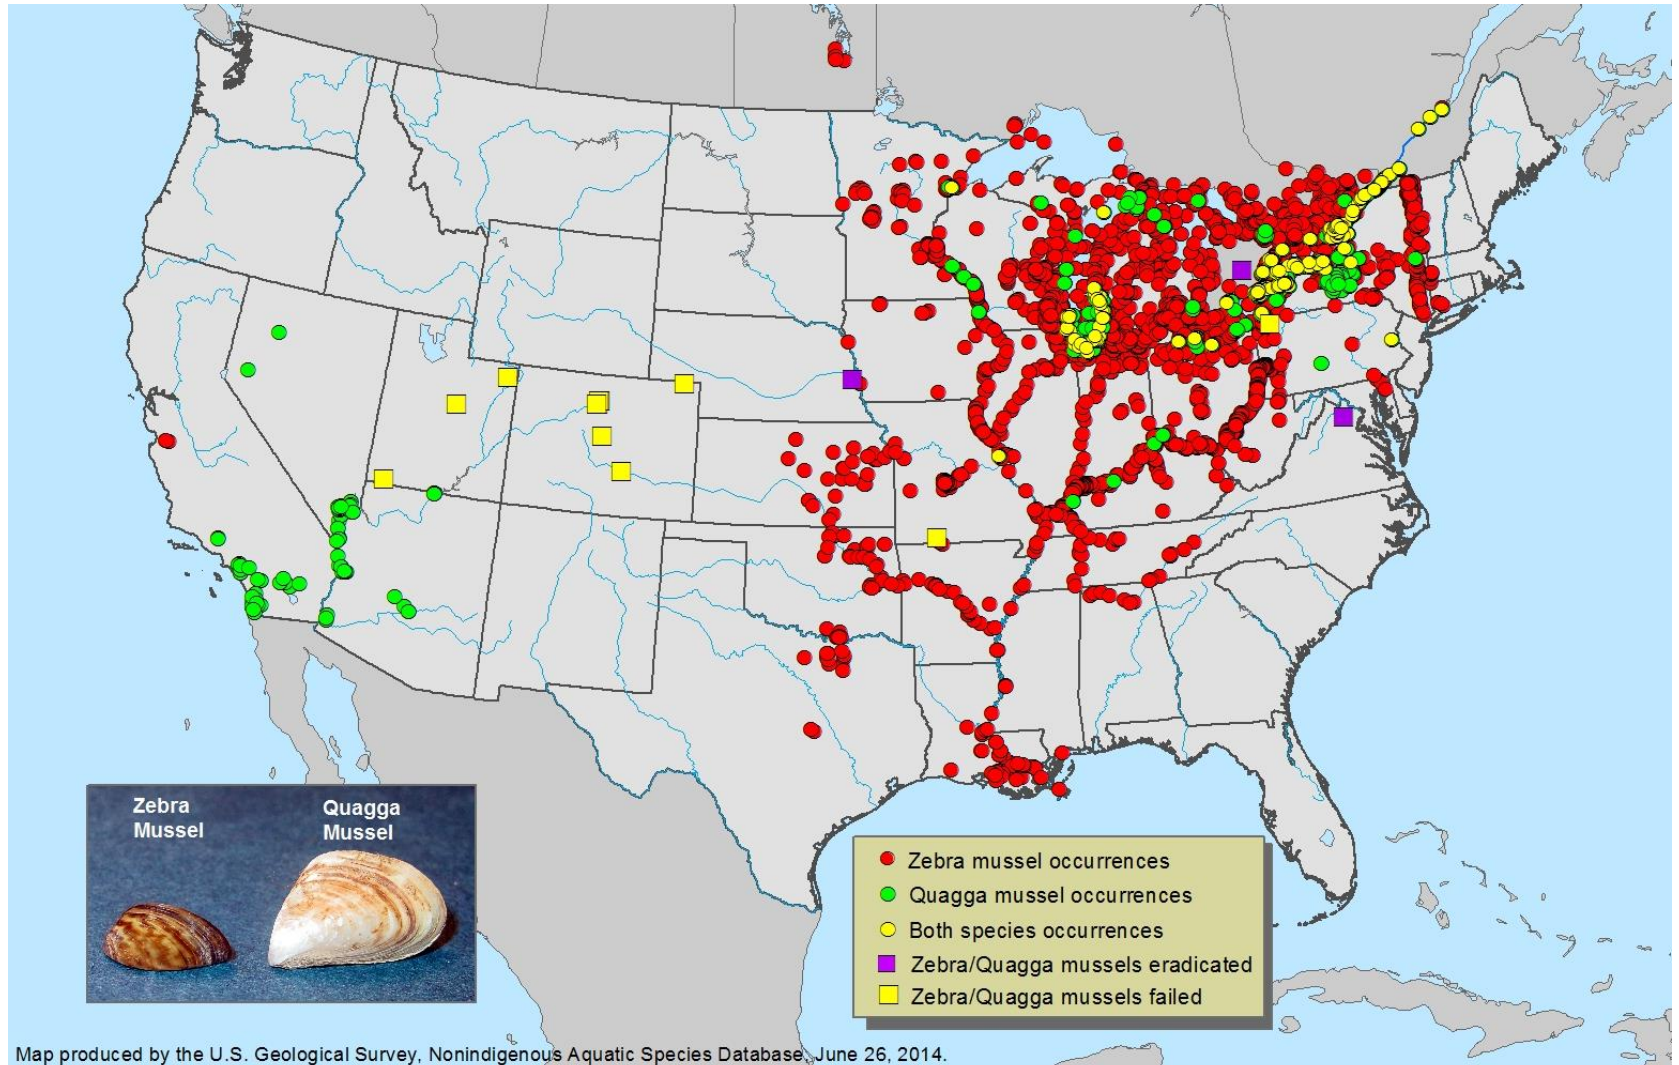 Zebra
Mussel
Quagga
Mussel
Zebra mussel occurrences
Quagga mussel occurrences
Both species occurrences
Zebra/Quagga mussels eradicated
Zebra/Quagga mussels failed
Map produced by the U.S. Geological Survey, Nonindigenous Aquatic Species Database, June 26, 2014.